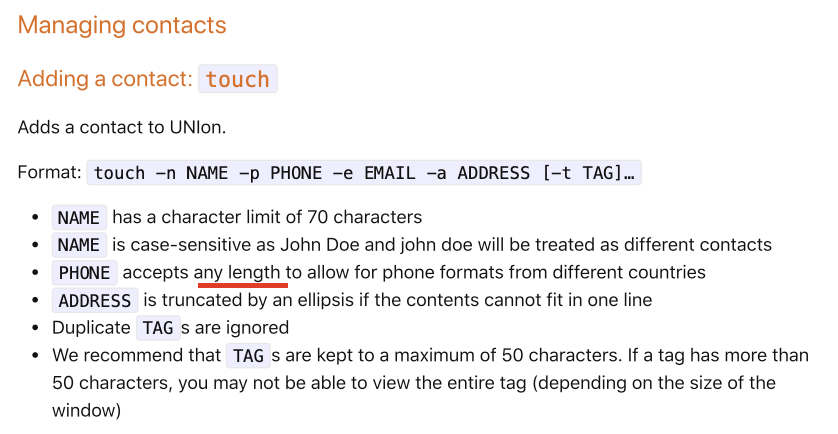 Managing contacts
Adding a contact: touch
Adds a contact to UNIon.
Format: touch -n NAME -p PHONE -e EMAIL -a ADDRESS [-t TAG]…
• NAME has a character limit of 70 characters
• NAME is case-sensitive as John Doe and john doe will be treated as different contacts
• PHONE accepts any length to allow for phone formats from different countries
• ADDRESS is truncated by an ellipsis if the contents cannot fit in one line
• Duplicate TAGs are ignored
• We recommend that TAGs are kept to a maximum of 50 characters. If a tag has more than
50 characters, you may not be able to view the entire tag (depending on the size of the
window)